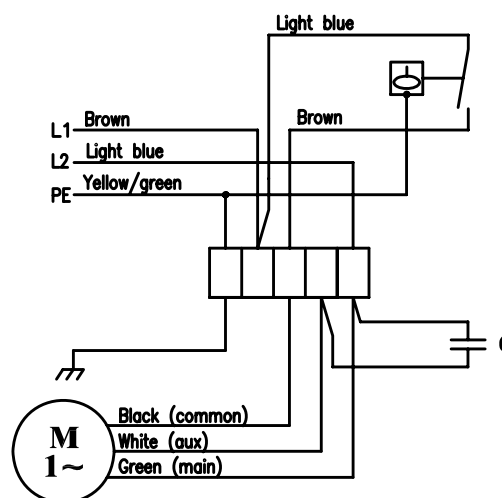 Light blue
L1 Brown
Brown
L2 Light blue
PE Yellow/green
Black (common)
M
1~
White (aux)
Green (main)